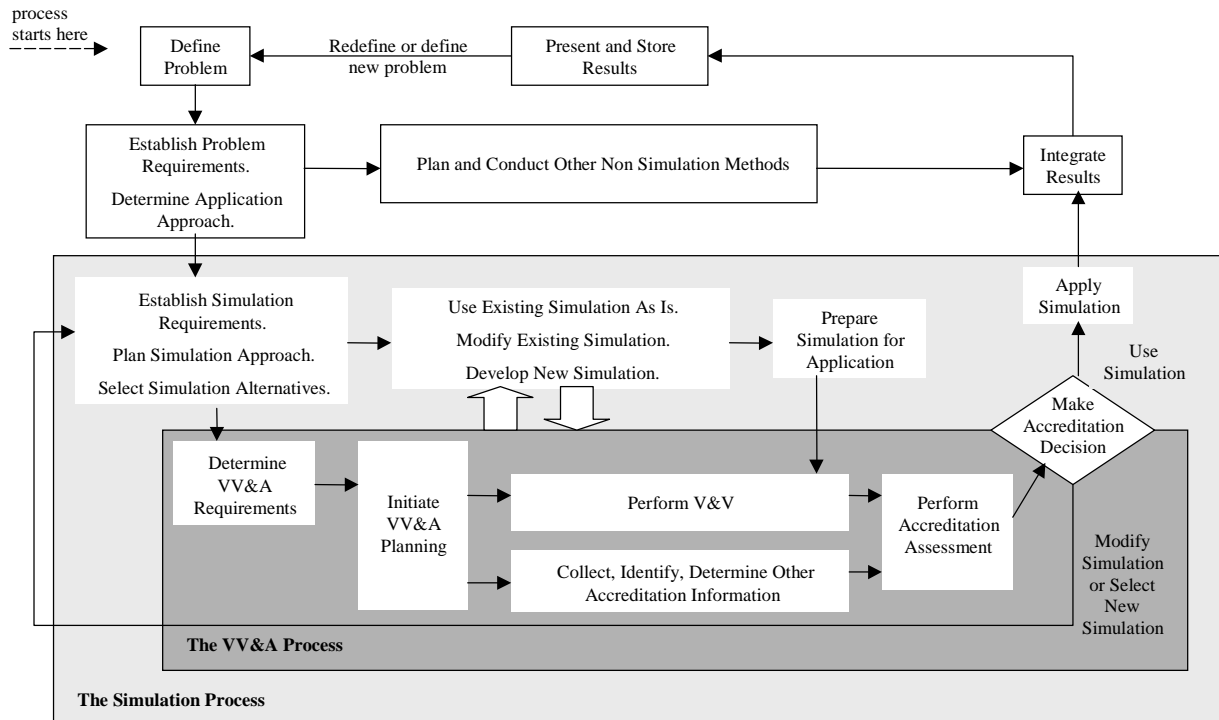 process
starts here
Define
Problem
Redefine or define
new problem
Present and Store
Results
Establish Problem
Requirements.
Determine Application
Approach.
Plan and Conduct Other Non Simulation Methods
Integrate
Results
Establish Simulation
Requirements.
Plan Simulation Approach.
Select Simulation Alternatives.
Use Existing Simulation As Is.
Modify Existing Simulation.
Develop New Simulation.
Prepare
Simulation for
Application
Apply
Simulation
Use
Simulation
Make
Accreditation
Decision
Determine
VV&A
Requirements
Initiate
VV&A
Planning
Perform V&V
Collect, Identify, Determine Other
Accreditation Information
Perform
Accreditation
Assessment
Modify
Simulation
or Select
New
Simulation
The VV&A Process
The Simulation Process